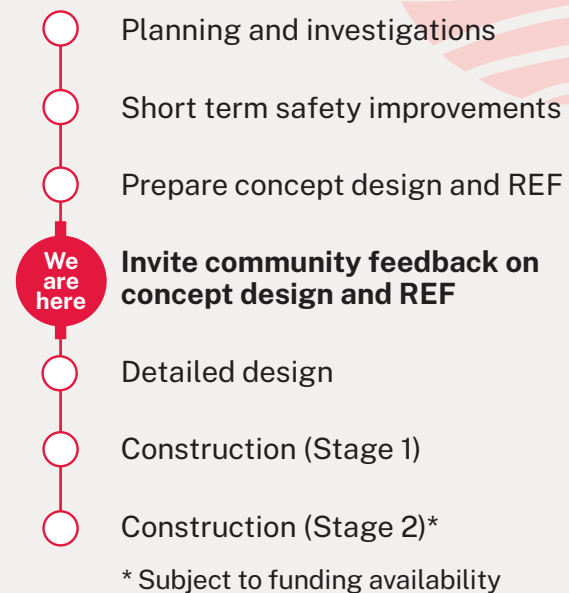 Planning and investigations
Short term safety improvements
Prepare concept design and REF
We
are
here
Invite community feedback on
concept design and REF
Detailed design
Construction (Stage 1)
Construction (Stage 2)*
* Subject to funding availability